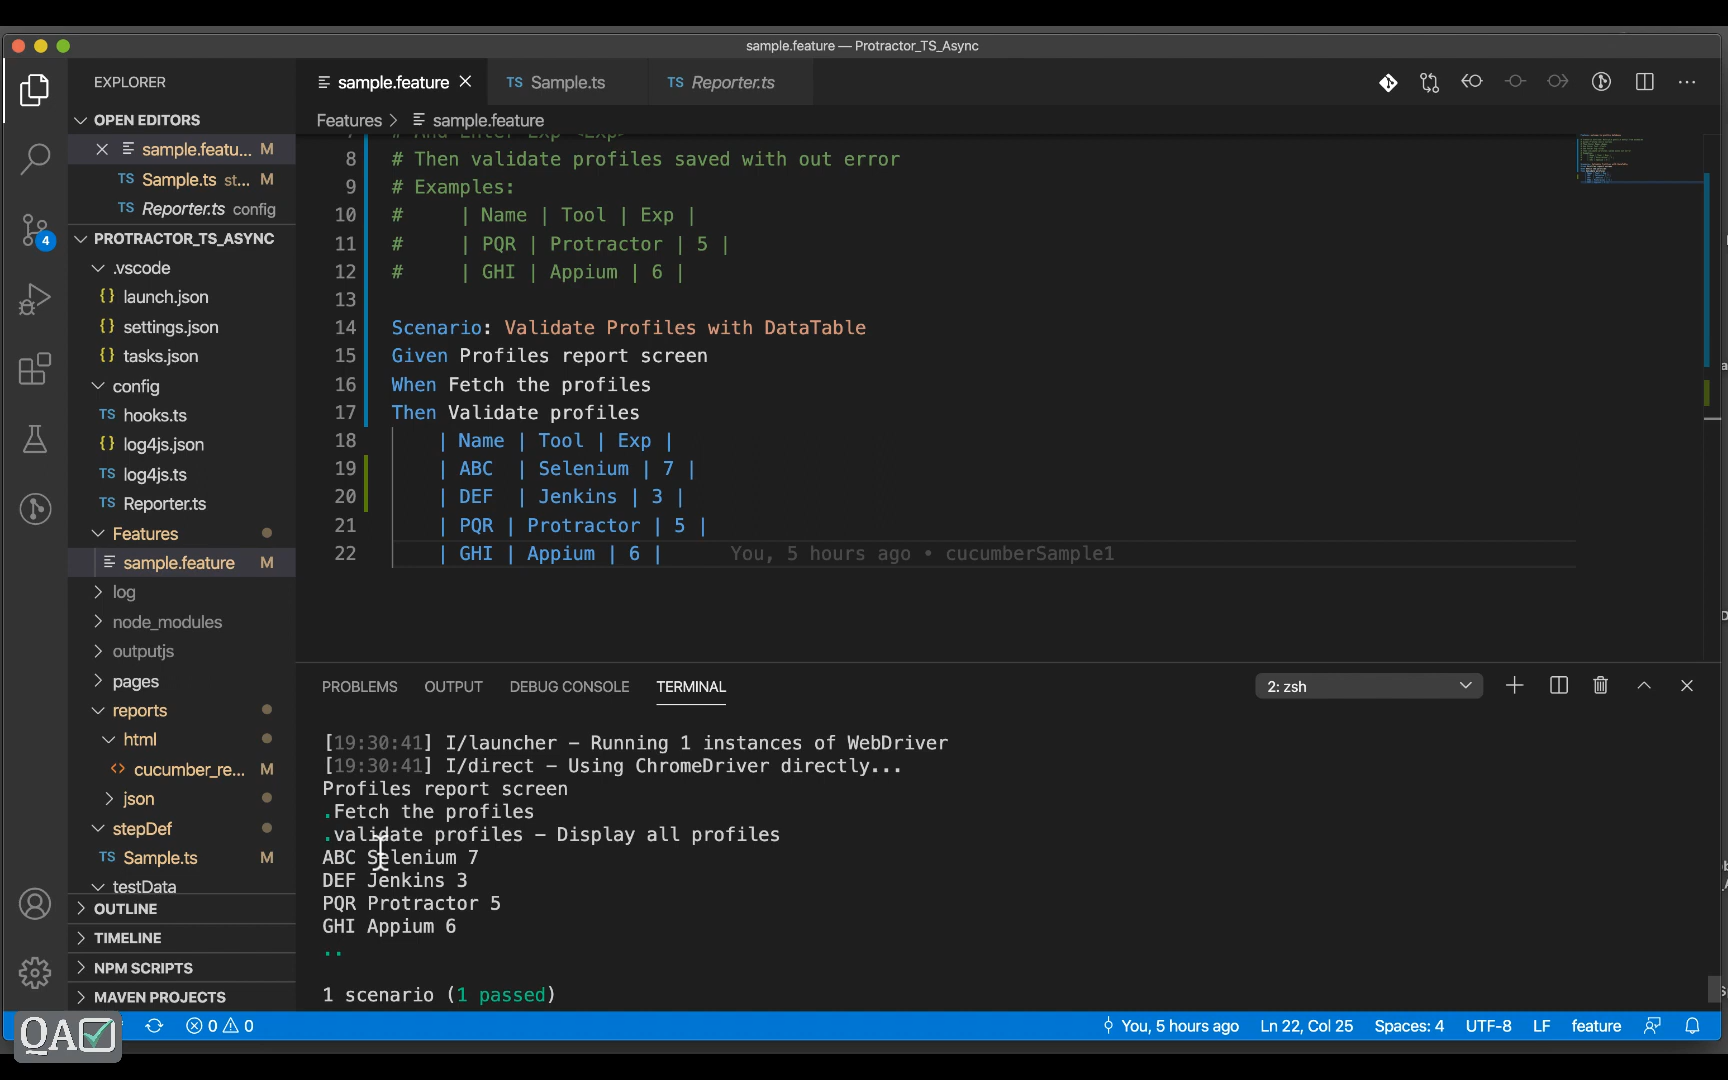 sample.feature — Protractor_TS_Async
EXPLORER
sample.feature
TS Sample.ts
TS Reporter.ts
OPEN EDITORS
Features > sample.feature
sample.featu... M
TS Sample.ts st... M
TS Reporter.ts config
PROTRACTOR_TS_ASYNC
.vscode
{} launch.json
{} settings.json
{} tasks.json
config
TS hooks.ts
{} log4js.json
TS log4js.ts
TS Reporter.ts
Features
sample.feature M
log
node_modules
outputjs
pages
reports
html
<> cucumber_re... M
json
stepDef
TS Sample.ts M
testData
OUTLINE
TIMELINE
NPM SCRIPTS
MAVEN PROJECTS
4
7 # And Enter Exp <Exp>
8 # Then validate profiles saved with out error
9 # Examples:
10 # | Name | Tool | Exp |
11 # | PQR | Protractor | 5 |
12 # | GHI | Appium | 6 |
13
14 Scenario: Validate Profiles with DataTable
15 Given Profiles report screen
16 When Fetch the profiles
17 Then Validate profiles
18 | Name | Tool | Exp |
19 | ABC | Selenium | 7 |
20 | DEF | Jenkins | 3 |
21 | PQR | Protractor | 5 |
22 | GHI | Appium | 6 | You, 5 hours ago • cucumberSample1
PROBLEMS OUTPUT DEBUG CONSOLE TERMINAL 2: zsh
[19:30:41] I/launcher – Running 1 instances of WebDriver
[19:30:41] I/direct – Using ChromeDriver directly...
Profiles report screen
.Fetch the profiles
.validate profiles – Display all profiles
ABC Selenium 7
DEF Jenkins 3
PQR Protractor 5
GHI Appium 6
..
1 scenario (1 passed)
QA
0 0
You, 5 hours ago Ln 22, Col 25 Spaces: 4 UTF-8 LF feature